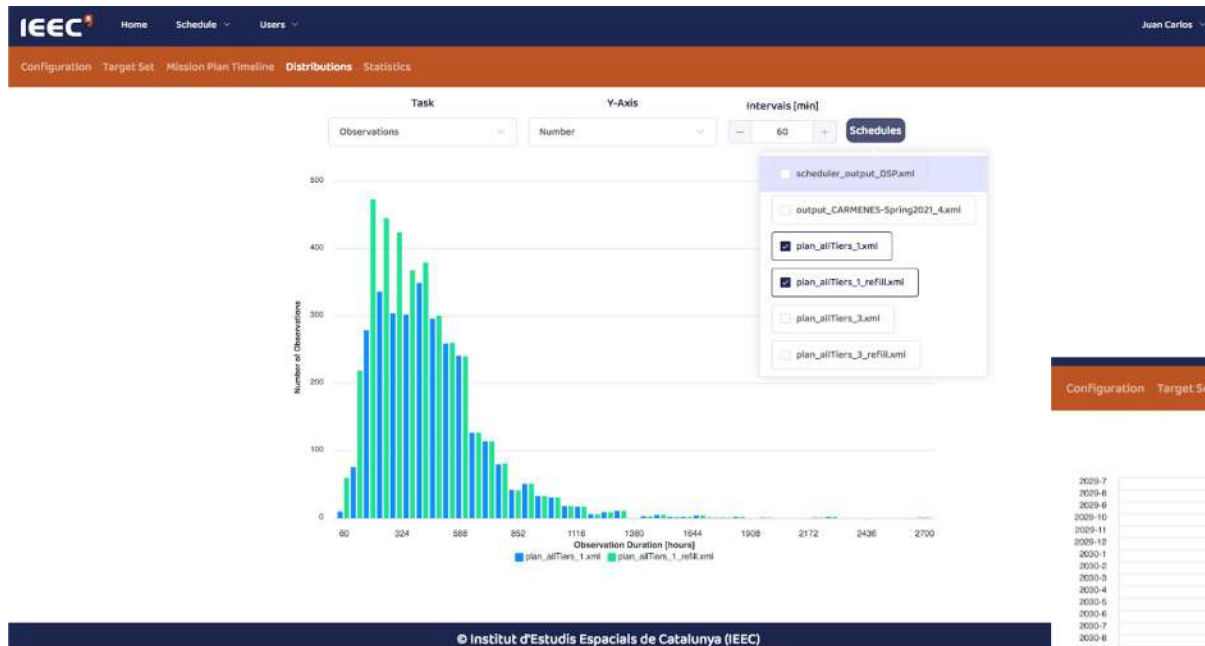 IEEC Home Schedule Users Juan Carlos
Configuration Target Set Mission Plan Timeline Distributions Statistics
Task Y-Axis Intervals [min]
Observations Number − 60 + Schedules
scheduler_output_DSP.xml
output_CARMENES-Spring2021_4.xml
plan_allTiers_1.xml
plan_allTiers_1_refill.xml
plan_allTiers_3.xml
plan_allTiers_3_refill.xml
500
400
300
200
100
0
Number of Observations
60 324 588 852 1116 1380 1644 1908 2172 2436 2700
Observation Duration [hours]
plan_allTiers_1.xml plan_allTiers_1_refill.xml
© Institut d'Estudis Espacials de Catalunya (IEEC)
Configuration Target
2029-7
2029-8
2029-9
2029-10
2029-11
2029-12
2030-1
2030-2
2030-3
2030-4
2030-5
2030-6
2030-7
2030-8